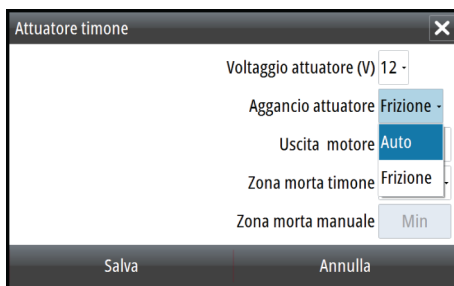 Attuatore timone
Voltaggio attuatore (V) 12
Aggancio attuatore Frizione
Uscita motore Auto
Zona morta timone Frizione
Zona morta manuale Min
Salva Annulla